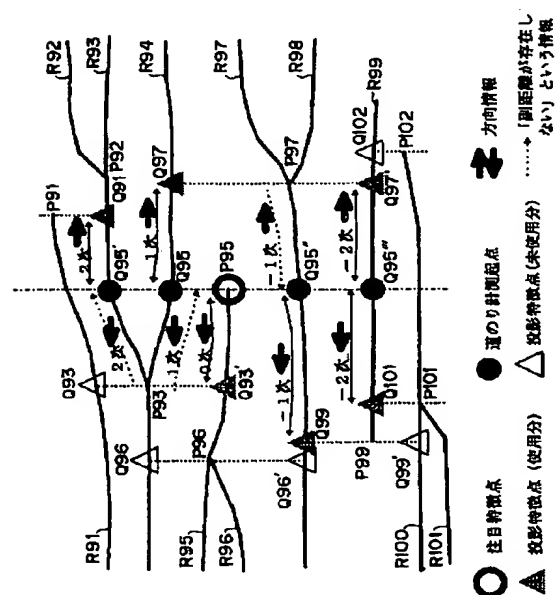 R92
R93
R94
R97
R98
R99
P91
P92
Q91
Q97
P97
Q102
Q97'
P102
2次
1次
-1次
-2次
Q95'
Q95
P95
Q95"
Q95'''
2次
1次
0次
-1次
-2次
Q93
P93
Q93'
Q99
Q101
P101
Q96
P96
Q96'
P99
Q99'
R91
R95
R96
R100
R101
注目特徴点
道のり計測起点
方向情報
投影特徴点(使用分)
投影特徴点(未使用分)
「副距離が存在し
ない」という情報